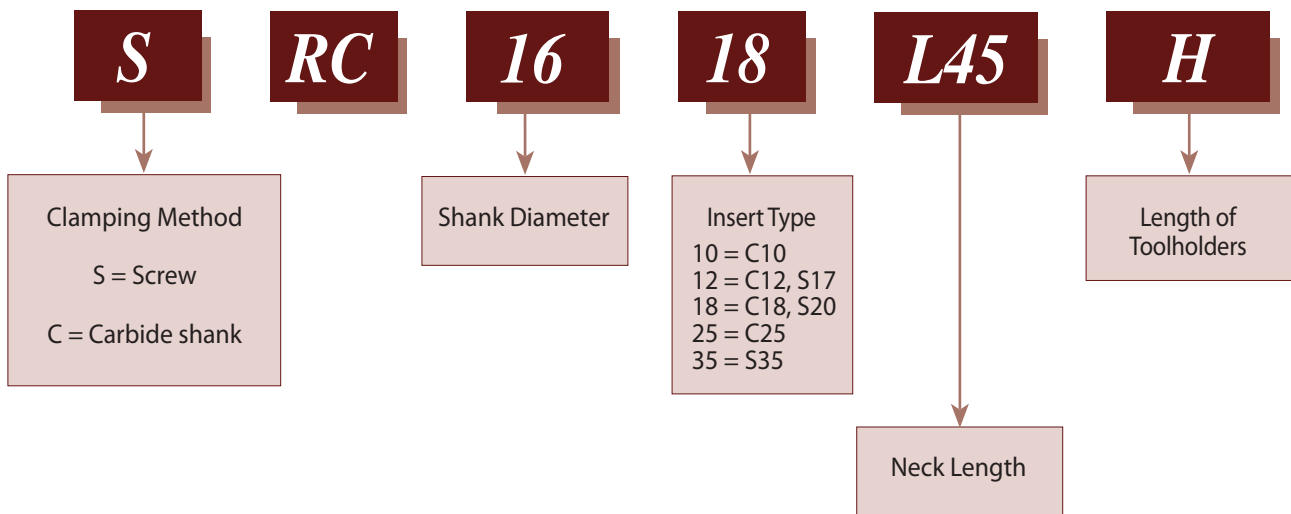 S RC 16 18 L45 H
Clamping Method
S = Screw
C = Carbide shank
Shank Diameter
Insert Type
10 = C10
12 = C12, S17
18 = C18, S20
25 = C25
35 = S35
Neck Length
Length of
Toolholders